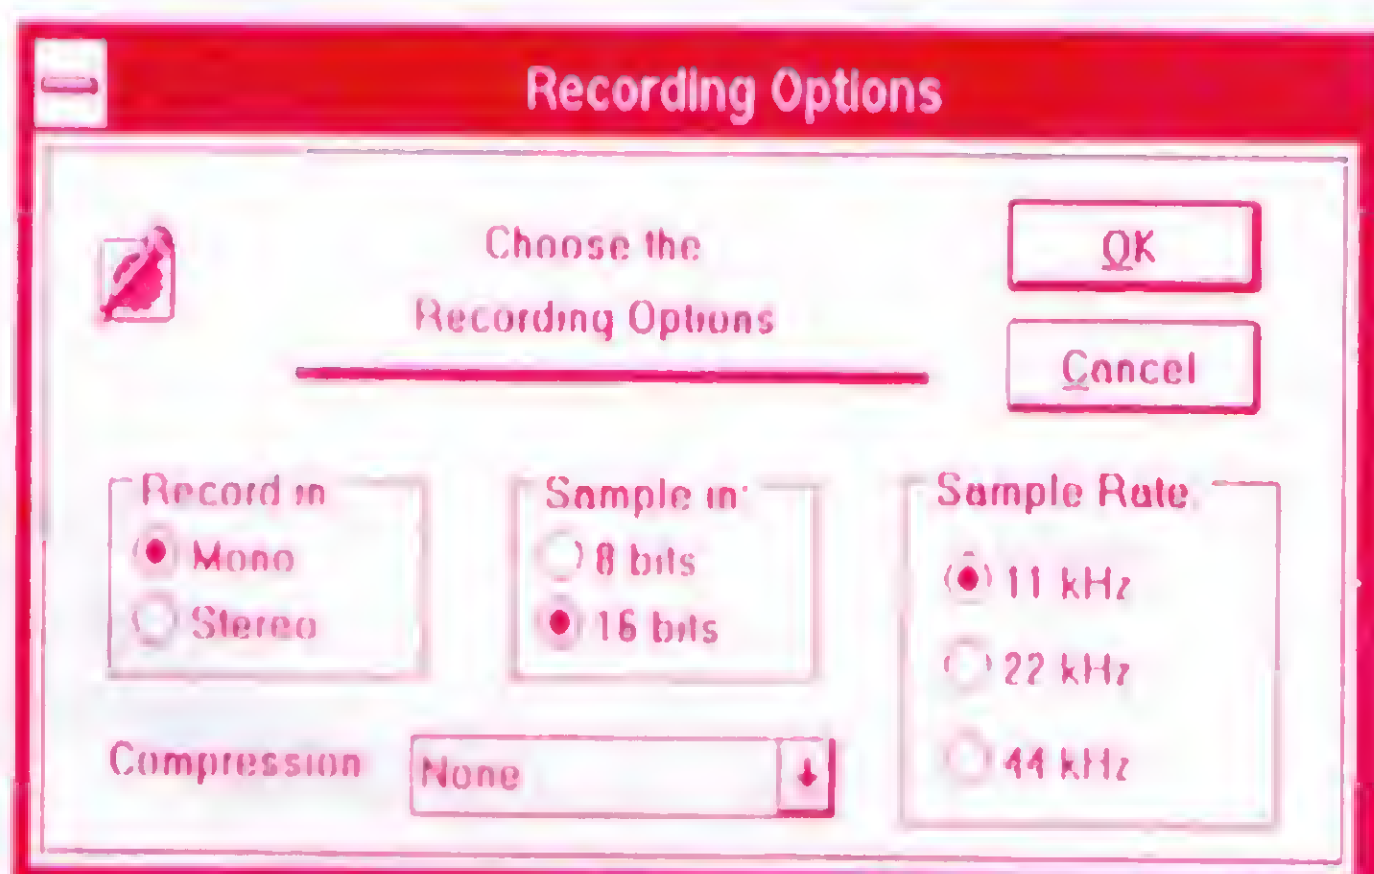 Recording Options
Choose the
Recording Options
OK
Cancel
Record in
Mono
Stereo
Sample in:
8 bits
16 bits
Sample Rate:
11 kHz
22 kHz
44 kHz
Compression
None